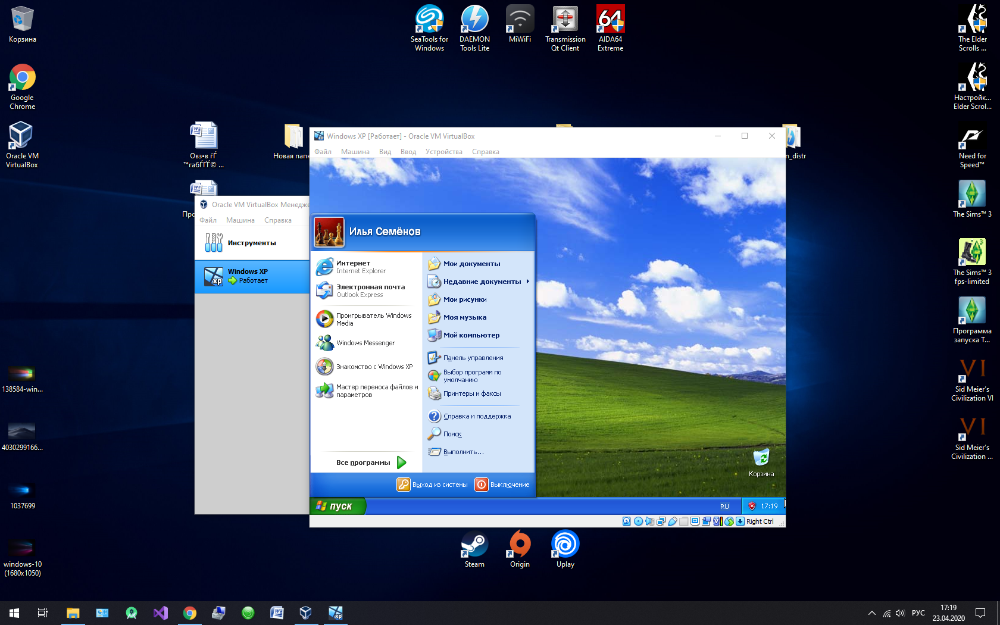 Корзина
Google
Chrome
Oracle VM
VirtualBox
138584-win...
4030299166...
1037699
windows-10
(1680x1050)
SeaTools for
Windows
DAEMON
Tools Lite
MiWiFi
Transmission
Qt Client
64
AIDA64
Extreme
The Elder
Scrolls ...
Настройк...
Elder Scrol...
Need for
Speed™
The Sims™ 3
The Sims™ 3
fps-limited
Программа
запуска T...
VI
Sid Meier's
Civilization VI
VI
Sid Meier's
Civilization ...
Новая папк
n_distr
Про
Oracle VM VirtualBox Менедже
Файл Машина Справка
Инструменты
Windows XP
Работает
Windows XP [Работает] - Oracle VM VirtualBox
Файл Машина Вид Ввод Устройства Справка
Илья Семёнов
Интернет
Internet Explorer
Электронная почта
Outlook Express
Проигрыватель Windows
Media
Windows Messenger
Знакомство с Windows XP
Мастер переноса файлов и
параметров
Все программы
Мои документы
Недавние документы
Мои рисунки
Моя музыка
Мой компьютер
Панель управления
Выбор программ по
умолчанию
Принтеры и факсы
Справка и поддержка
Поиск
Выполнить...
Выход из системы
Выключение
Корзина
пуск
RU
17:19
Right Ctrl
Steam
Origin
Uplay
xp
xp
РУС
17:19
23.04.2020